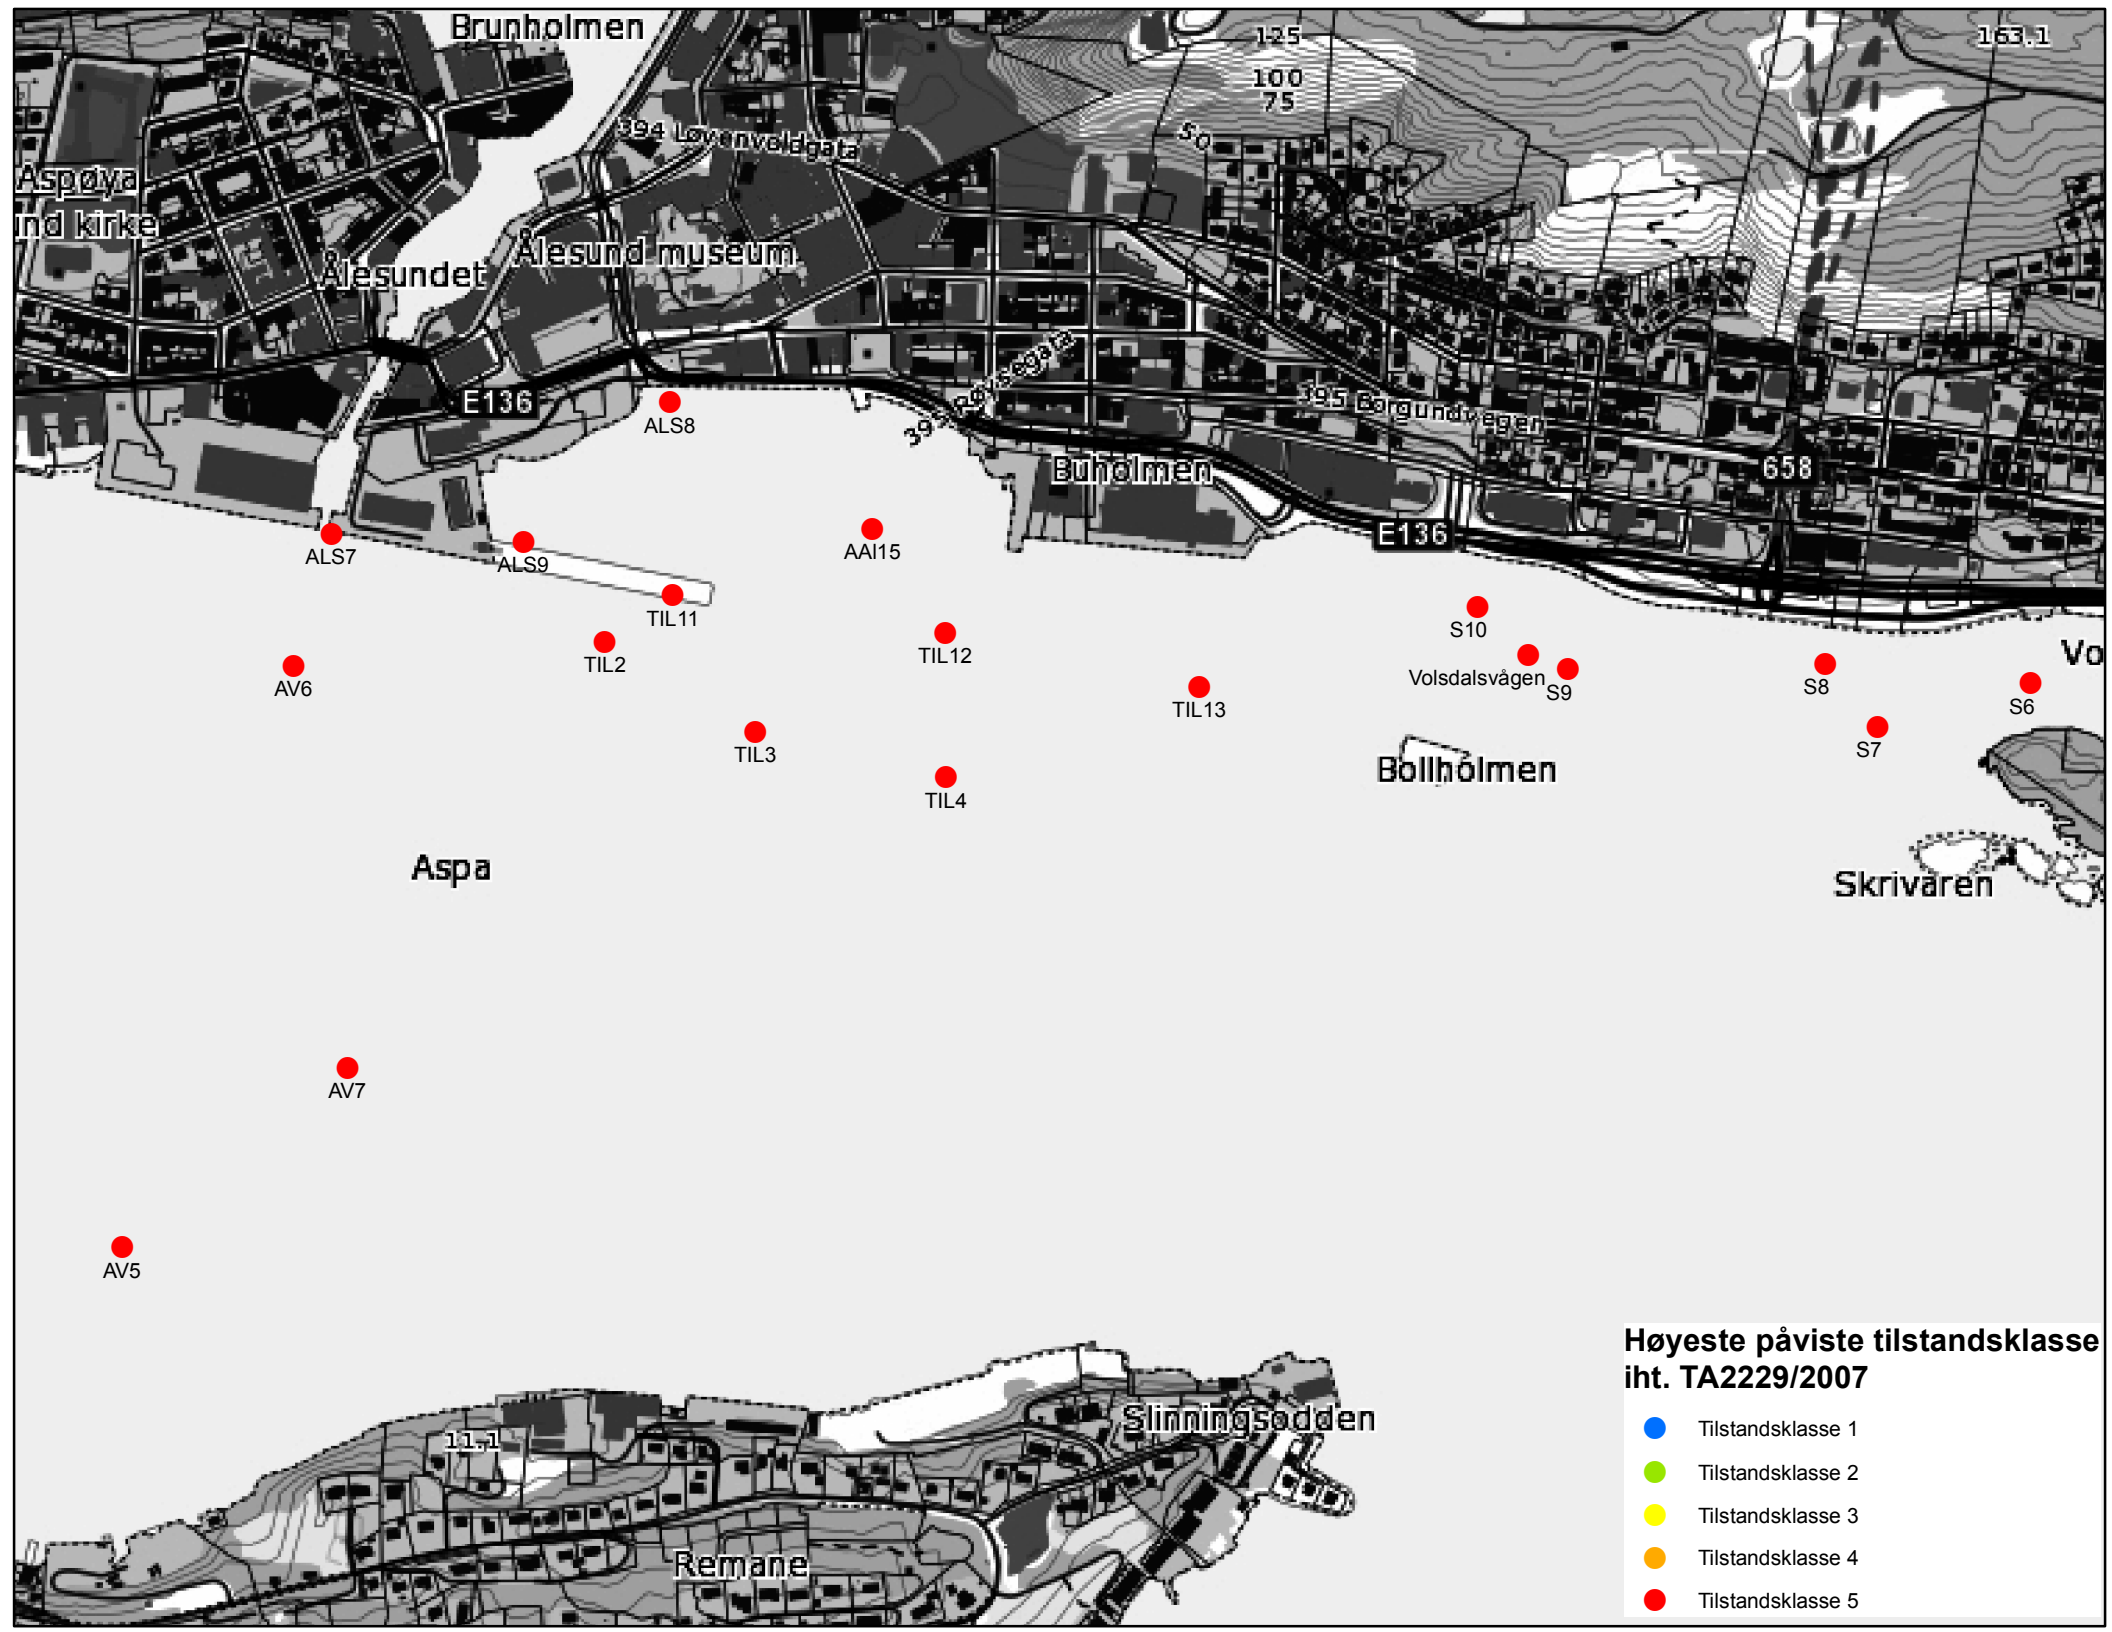 Brunholmen
125
163.1
100
75
394 Løvenvoldgata
50
Aspøya
und kirke
Ålesund museum
Ålesundet
395 Røysegata
E136
395 Borgundvegen
ALS8
Buholmen
658
E136
ALS7
ALS9
AAI15
TIL11
S10
TIL2
TIL12
Vo
AV6
Volsdalsvågen
S9
S8
S6
TIL13
TIL3
S7
Bollholmen
TIL4
Aspa
Skrivaren
AV7
AV5
Høyeste påviste tilstandsklasse
iht. TA2229/2007
Slinningsodden
11.1
Tilstandsklasse 1
Tilstandsklasse 2
Tilstandsklasse 3
Tilstandsklasse 4
Remane
Tilstandsklasse 5